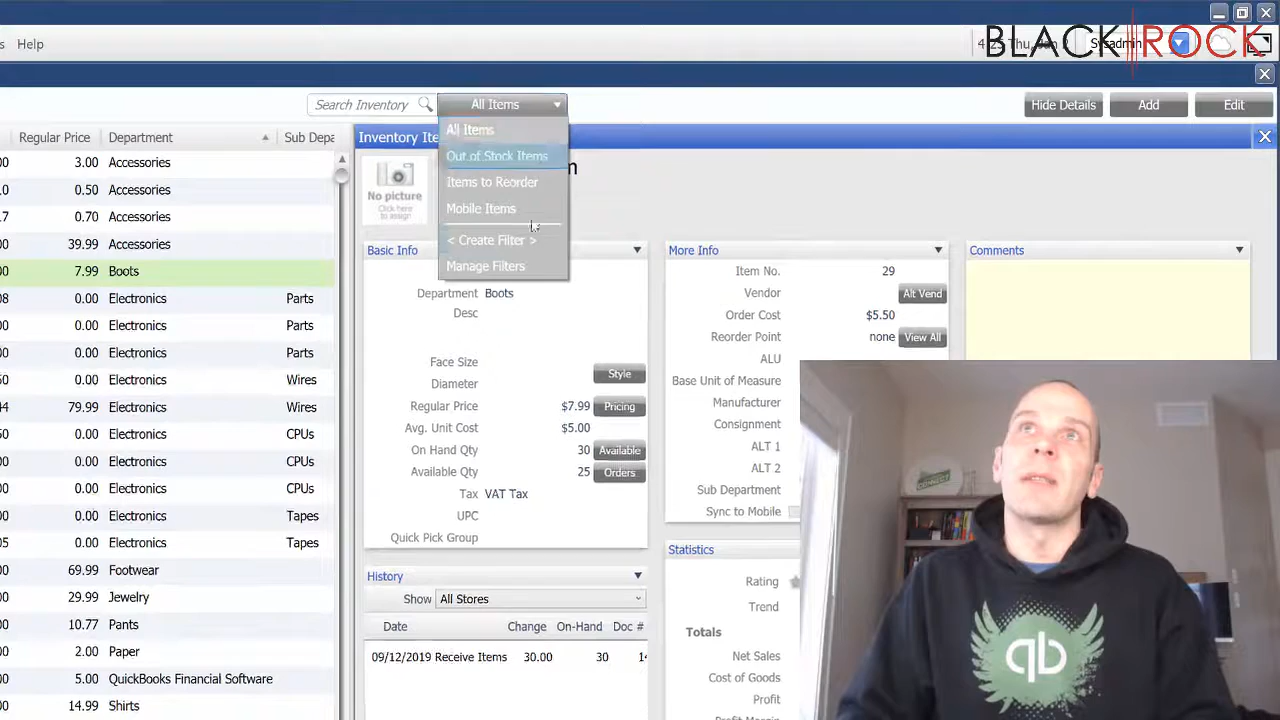 BLACK ROCK
Help
Thu, Jan
Sysadmin
Search Inventory
All Items
Hide Details
Add
Edit
Regular Price
Department
Sub Depa
Inventory Ite
All Items
Out of Stock Items
Items to Reorder
Mobile Items
< Create Filter >
Manage Filters
No picture
Click here
to assign
3.00 Accessories
0.50 Accessories
0.70 Accessories
39.99 Accessories
7.99 Boots
0.00 Electronics Parts
0.00 Electronics Parts
0.00 Electronics Parts
0.00 Electronics Wires
79.99 Electronics Wires
0.00 Electronics CPUs
0.00 Electronics CPUs
0.00 Electronics CPUs
0.00 Electronics Tapes
0.00 Electronics Tapes
69.99 Footwear
29.99 Jewelry
10.77 Pants
2.00 Paper
5.00 QuickBooks Financial Software
14.99 Shirts
Basic Info
Department Boots
Desc
Face Size
Style
Diameter
Regular Price $7.99 Pricing
Avg. Unit Cost $5.00
On Hand Qty 30 Available
Available Qty 25 Orders
Tax VAT Tax
UPC
Quick Pick Group
History
Show All Stores
Date Change On-Hand Doc #
09/12/2019 Receive Items 30.00 30
More Info
Item No. 29
Vendor Alt Vend
Order Cost $5.50
Reorder Point none View All
ALU
Base Unit of Measure
Manufacturer
Consignment
ALT 1
ALT 2
Sub Department
Sync to Mobile
Statistics
Rating
Trend
Totals
Net Sales
Cost of Goods
Profit
Comments
qb